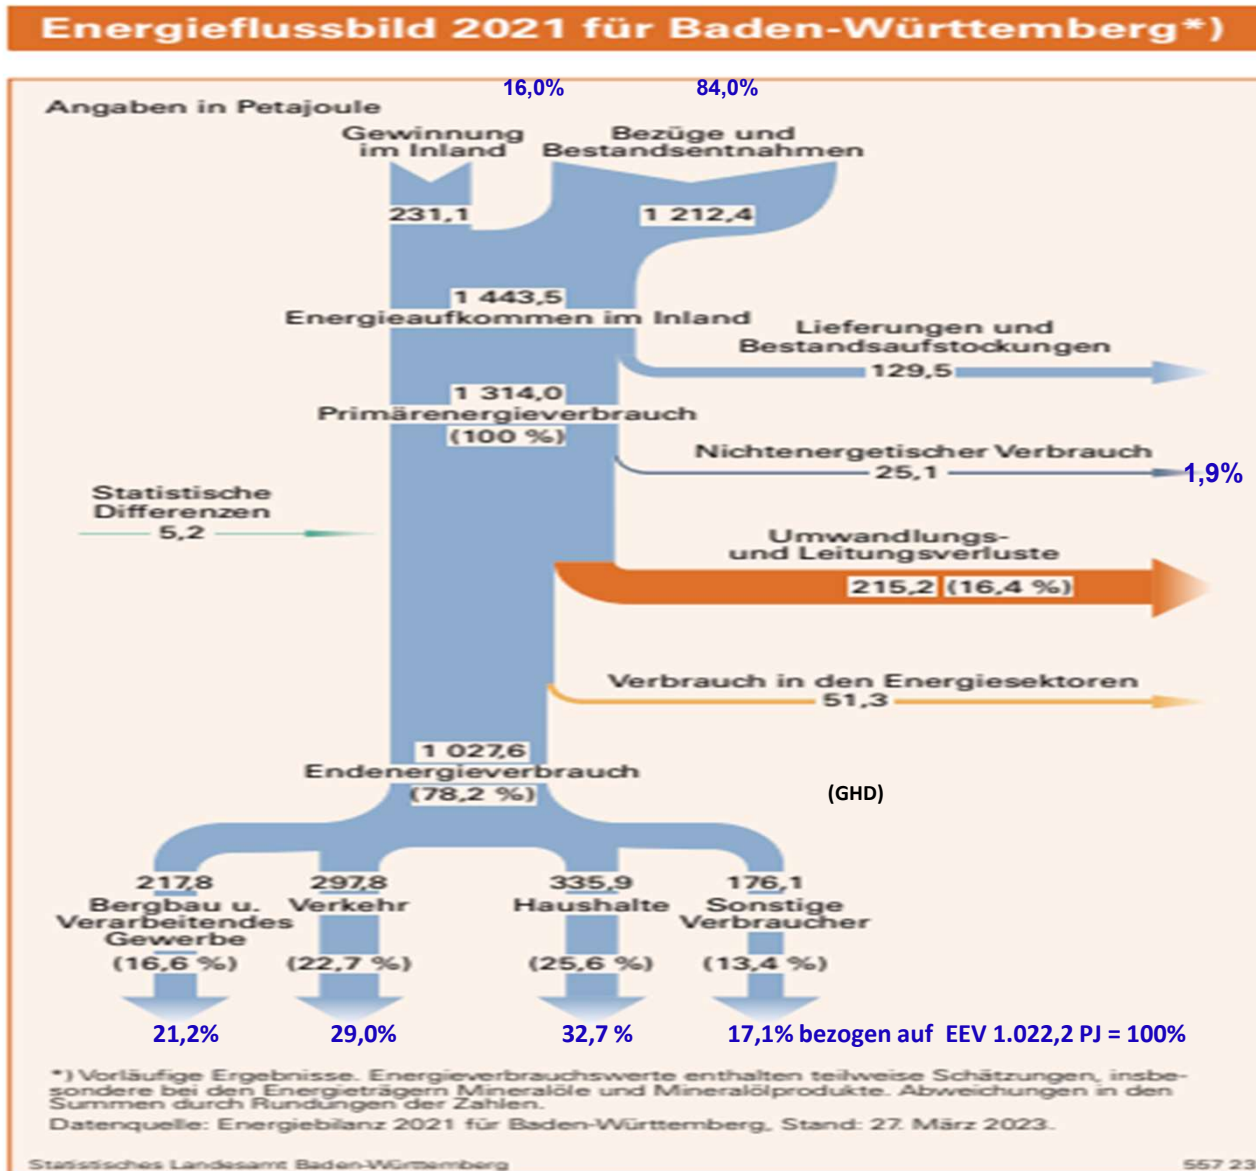 Energieflussbild 2021 für Baden-Württemberg*)
16,0% 84,0%
Angaben in Petajoule
Gewinnung
im Inland
Bezüge und
Bestandsentnahmen
231,1
1 212,4
1 443,5
Energieaufkommen im Inland
Lieferungen und
Bestandsaufstockungen
129,5
1 314,0
Primärenergieverbrauch
(100 %)
Nichtenergetischer Verbrauch
25,1
1,9%
Statistische
Differenzen
5,2
Umwandlungs-
und Leitungsverluste
215,2 (16,4 %)
Verbrauch in den Energiesektoren
51,3
1 027,6
Endenergieverbrauch
(78,2 %)
(GHD)
217,8
Bergbau u.
Verarbeitendes
Gewerbe
(16,6 %)
297,8
Verkehr
(22,7 %)
335,9
Haushalte
(25,6 %)
176,1
Sonstige
Verbraucher
(13,4 %)
21,2% 29,0% 32,7 % 17,1% bezogen auf EEV 1.022,2 PJ = 100%
*) Vorläufige Ergebnisse. Energieverbrauchswerte enthalten teilweise Schätzungen, insbe-
sondere bei den Energieträgern Mineralöle und Mineralölprodukte. Abweichungen in den
Summen durch Rundungen der Zahlen.
Datenquelle: Energiebilanz 2021 für Baden-Württemberg, Stand: 27. März 2023.
Statistisches Landesamt Baden-Württemberg
557 23